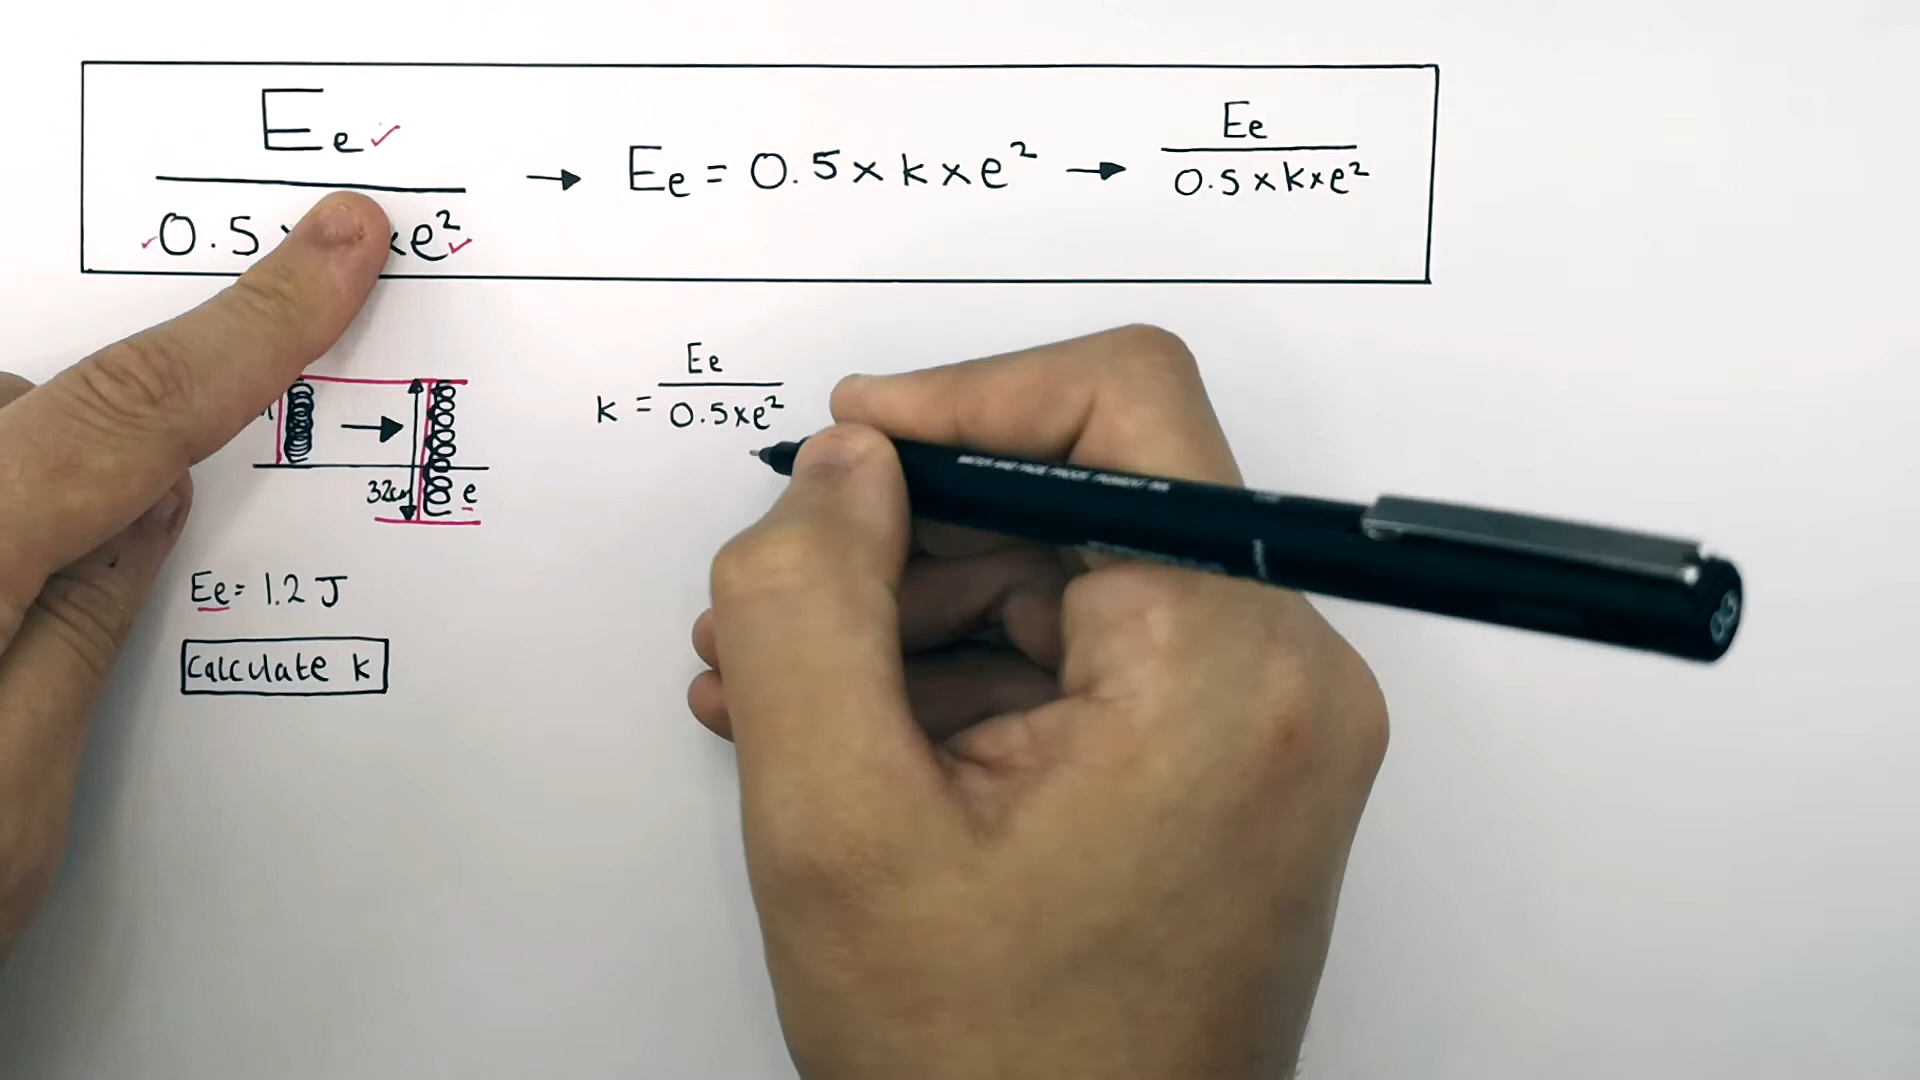 Ee
0.5 x e²
Ee = 0.5 x k x e²
Ee
0.5 x k x e²
Ee
k =
0.5 x e²
32cm
e
Ee = 1.2 J
Calculate k